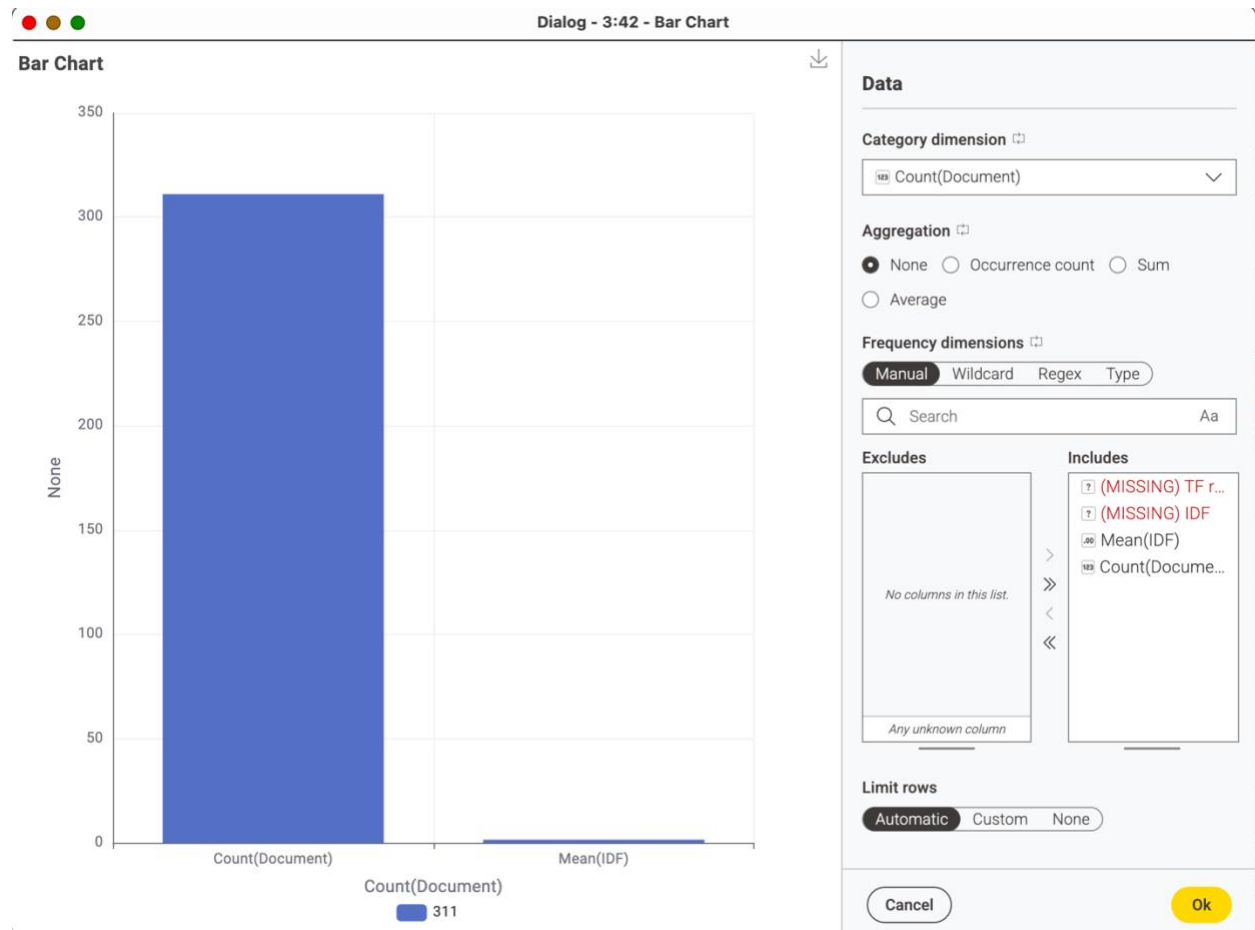 Dialog - 3:42 - Bar Chart
Bar Chart
350
300
250
200
150
100
50
0
None
Count(Document)
Mean(IDF)
Count(Document)
311
Data
Category dimension
123 Count(Document)
Aggregation
None Occurrence count Sum
Average
Frequency dimensions
Manual Wildcard Regex Type
Search Aa
Excludes
No columns in this list.
Any unknown column
Includes
? (MISSING) TF r...
? (MISSING) IDF
.00 Mean(IDF)
123 Count(Docume...
Limit rows
Automatic Custom None
Cancel Ok